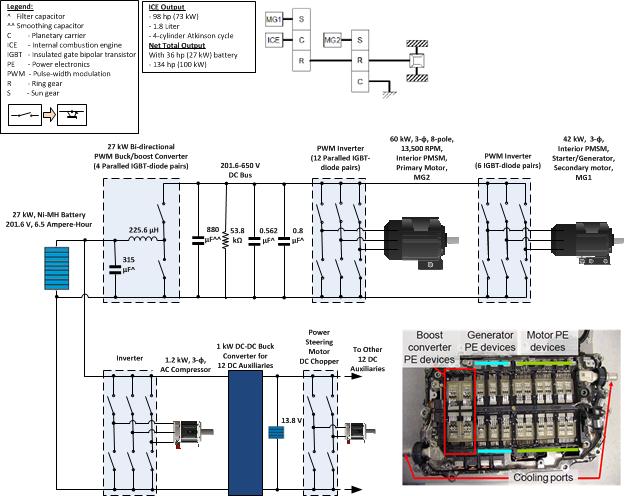 Legend:
^ Filter capacitor
^^ Smoothing capacitor
C - Planetary carrier
ICE - Internal combustion engine
IGBT - Insulated gate bipolar transistor
PE - Power electronics
PWM - Pulse-width modulation
R - Ring gear
S - Sun gear
ICE Output
- 98 hp (73 kW)
- 1.8 Liter
- 4-cylinder Atkinson cycle
Net Total Output
With 36 hp (27 kW) battery
- 134 hp (100 kW)
MG1
S
ICE
C
MG2
S
R
R
C
27 kW Bi-directional
PWM Buck/boost Converter
(4 Paralled IGBT-diode pairs)
201.6-650 V
DC Bus
PWM Inverter
(12 Paralled IGBT-
diode pairs)
60 kW, 3-ϕ, 8-pole,
13,500 RPM,
Interior PMSM,
Primary Motor,
MG2
PWM Inverter
(6 IGBT-diode pairs)
42 kW, 3-ϕ,
Interior PMSM,
Starter/Generator,
Secondary motor,
MG1
27 kW, Ni-MH Battery
201.6 V, 6.5 Ampere-Hour
225.6 μH
315
μF^
880
μF^^
53.8
kΩ
0.562
μF^
0.8
μF^
Inverter
1.2 kW, 3-ϕ,
AC Compressor
1 kW DC-DC Buck
Converter for
12 DC Auxiliaries
Power
Steering
Motor
DC Chopper
To Other
12 DC
Auxiliaries
13.8 V
Boost
converter
PE devices
Generator
PE devices
Motor PE
devices
Cooling ports